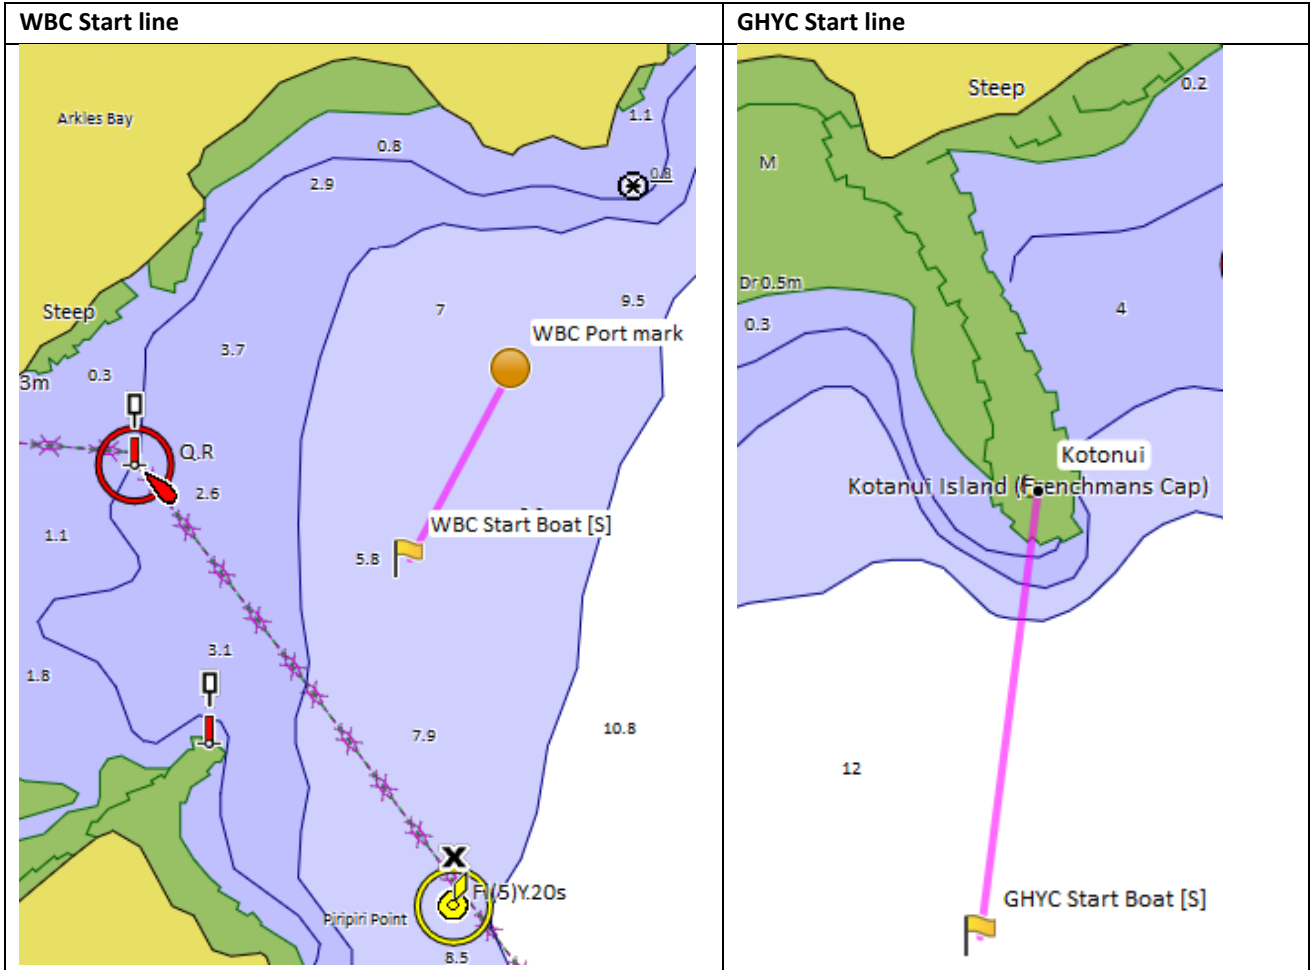 WBC Start line
Arkles Bay
1.1
0.8
0.8
2.9
Steep
7
9.5
WBC Port mark
3.7
3m
0.3
Q.R
2.6
WBC Start Boat [S]
1.1
5.8
3.1
1.8
7.9
10.8
X
Fl(5)Y.20s
Piripiri Point
8.5
GHYC Start line
Steep
0.2
M
Dr 0.5m
0.3
4
Kotonui
Kotanui Island (Frenchmans Cap)
12
GHYC Start Boat [S]